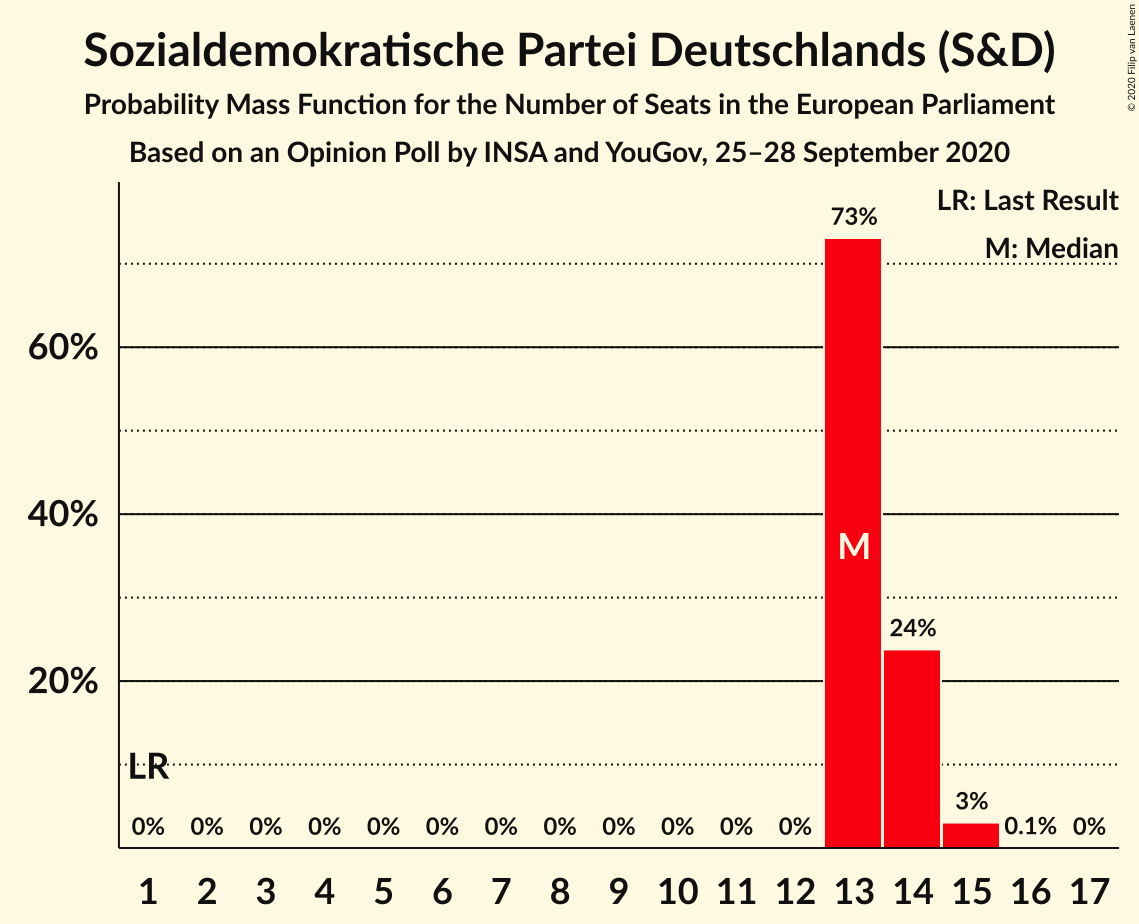 Sozialdemokratische Partei Deutschlands (S&D)
Probability Mass Function for the Number of Seats in the European Parliament
Based on an Opinion Poll by INSA and YouGov, 25–28 September 2020
© 2020 Filip van Laenen
LR: Last Result
M: Median
73%
60%
40%
M
24%
20%
LR
3%
0% 0% 0% 0% 0% 0% 0% 0% 0% 0% 0% 0% 0.1% 0%
1 2 3 4 5 6 7 8 9 10 11 12 13 14 15 16 17